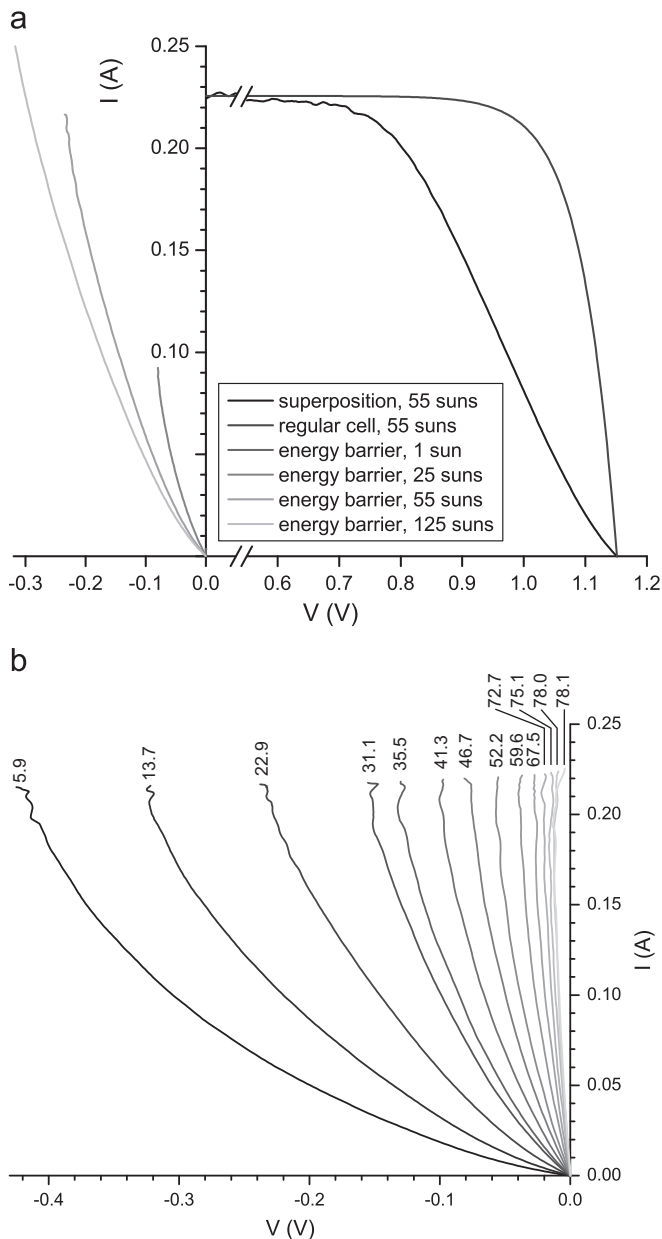 a
I (A)
0.25
0.20
0.15
0.10
superposition, 55 suns
regular cell, 55 suns
energy barrier, 1 sun
energy barrier, 25 suns
energy barrier, 55 suns
energy barrier, 125 suns
-0.3 -0.2 -0.1 0.0 0.6 0.7 0.8 0.9 1.0 1.1 1.2
V (V)
b
5.9 13.7 22.9 31.1 35.5 41.3 46.7 52.2 59.6 67.5 72.7 75.1 78.0 78.1
0.25
0.20
0.15
0.10
0.05
0.00
I (A)
-0.4 -0.3 -0.2 -0.1 0.0
V (V)